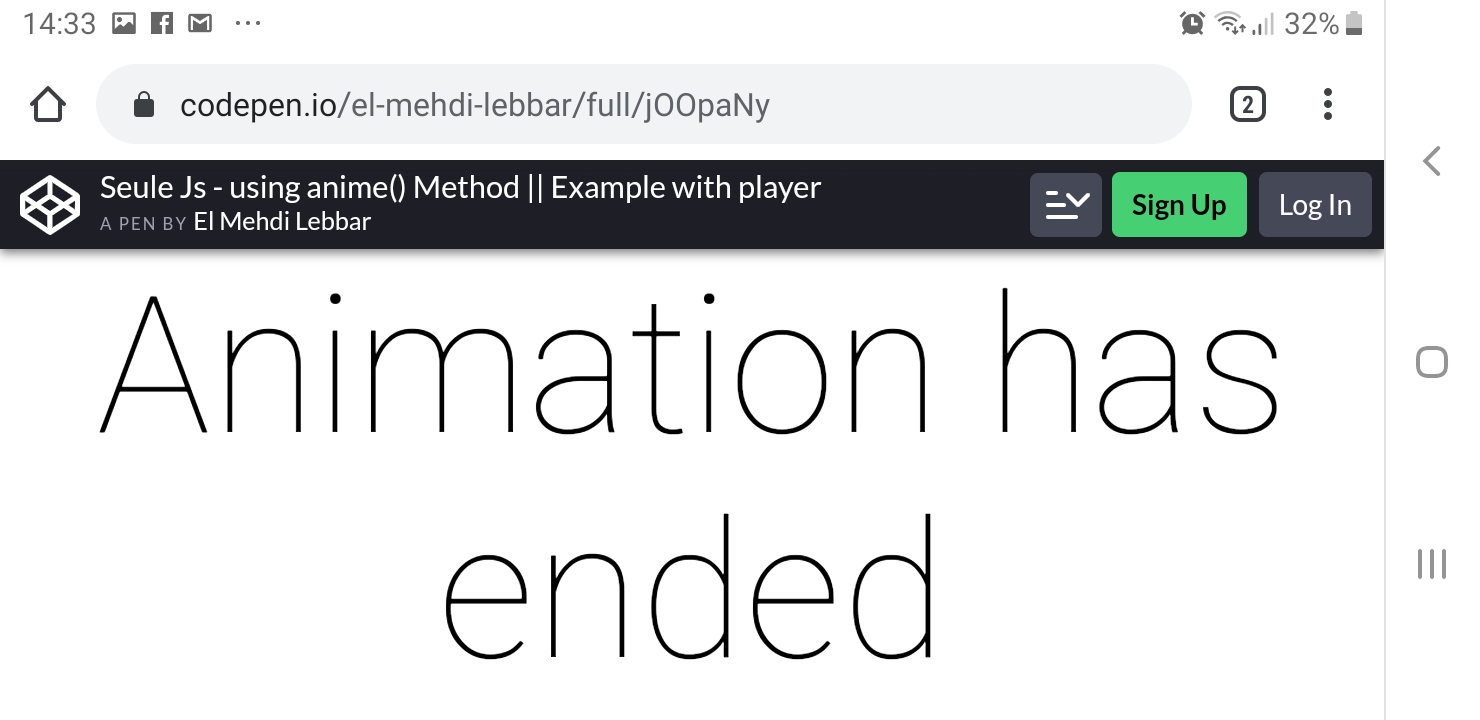 14:33 ... 32%
codepen.io/el-mehdi-lebbar/full/jOOpaNy 2
Seule Js - using anime() Method || Example with player
A PEN BY El Mehdi Lebbar
Sign Up
Log In
Animation has
ended